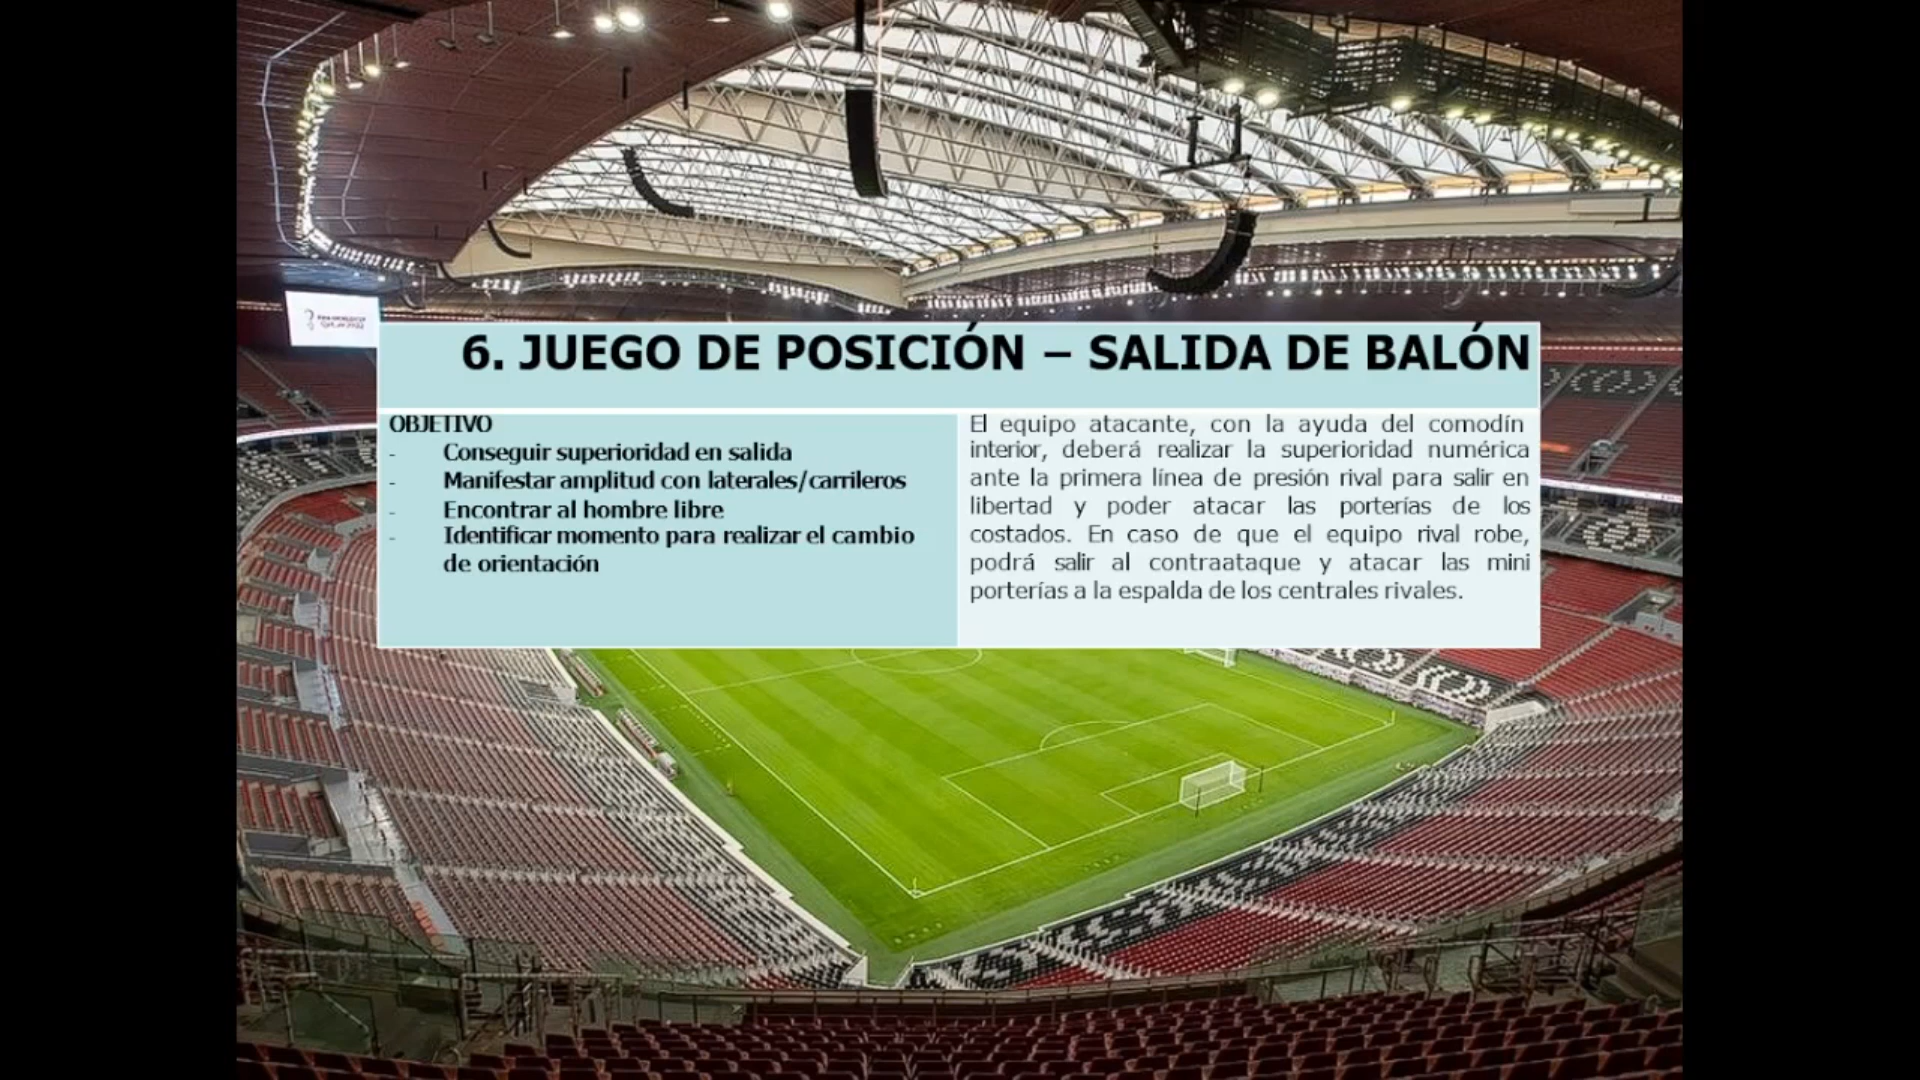 6. JUEGO DE POSICIÓN – SALIDA DE BALÓN
OBJETIVO
- Conseguir superioridad en salida
- Manifestar amplitud con laterales/carrileros
- Encontrar al hombre libre
- Identificar momento para realizar el cambio
de orientación
El equipo atacante, con la ayuda del comodín
interior, deberá realizar la superioridad numérica
ante la primera línea de presión rival para salir en
libertad y poder atacar las porterías de los
costados. En caso de que el equipo rival robe,
podrá salir al contraataque y atacar las mini
porterías a la espalda de los centrales rivales.